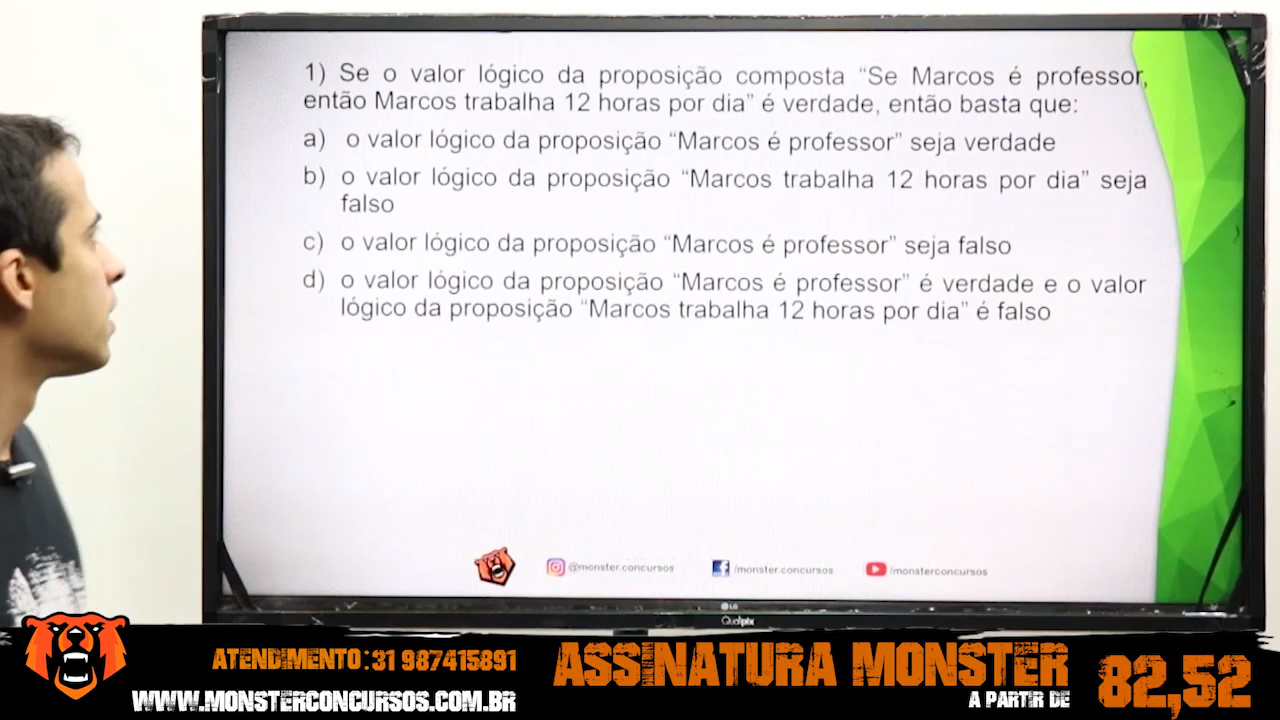 1) Se o valor lógico da proposição composta “Se Marcos é professor,
então Marcos trabalha 12 horas por dia” é verdade, então basta que:
a) o valor lógico da proposição “Marcos é professor” seja verdade
b) o valor lógico da proposição “Marcos trabalha 12 horas por dia” seja
falso
c) o valor lógico da proposição “Marcos é professor” seja falso
d) o valor lógico da proposição “Marcos é professor” é verdade e o valor
lógico da proposição “Marcos trabalha 12 horas por dia” é falso
@monster.concursos
/monster.concursos
/monsterconcursos
LG
Qualipix
ATENDIMENTO: 31 987415891
WWW.MONSTERCONCURSOS.COM.BR
ASSINATURA MONSTER
A PARTIR DE
82,52